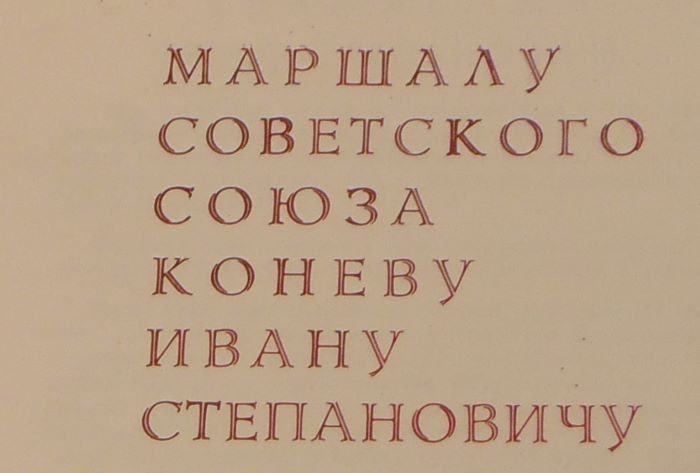 МАРШАЛУ
СОВЕТСКОГО
СОЮЗА
КОНЕВУ
ИВАНУ
СТЕПАНОВИЧУ